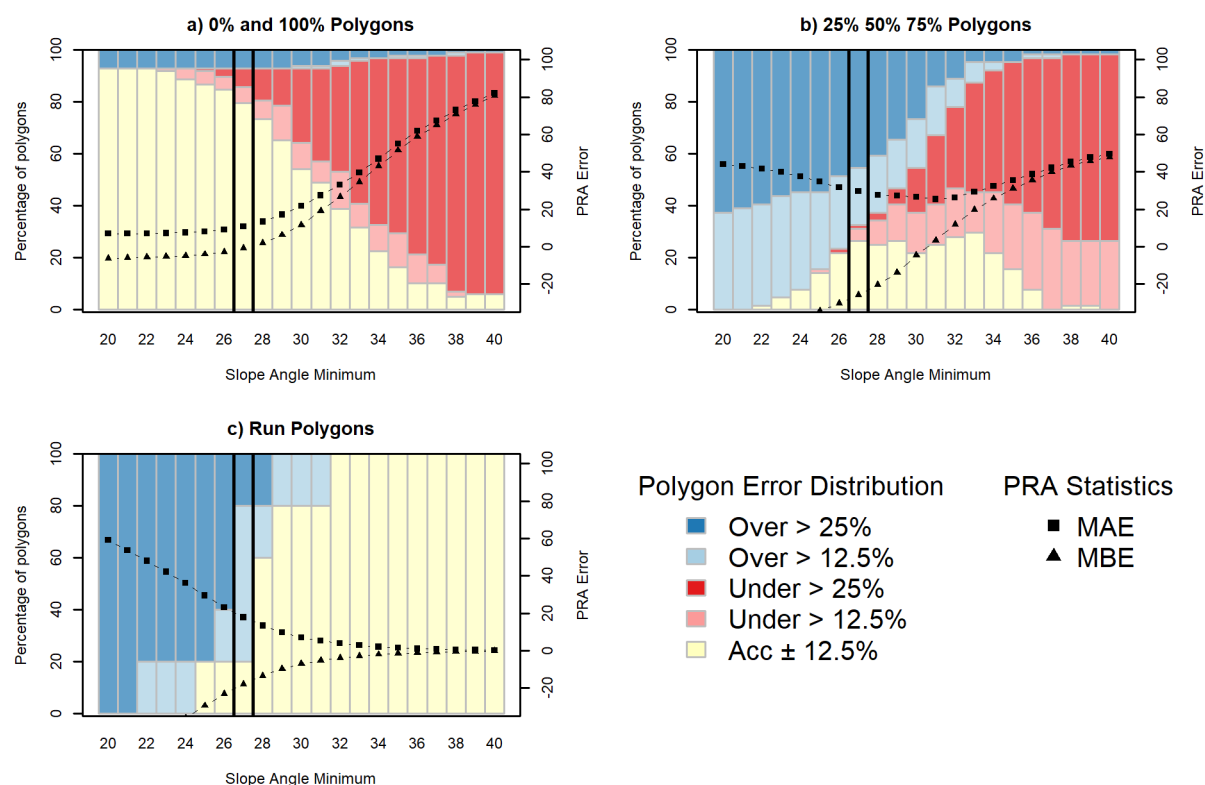 a) 0% and 100% Polygons
Percentage of polygons
0 20 40 60 80 100
-20 0 20 40 60 80 100
PRA Error
20 22 24 26 28 30 32 34 36 38 40
Slope Angle Minimum
b) 25% 50% 75% Polygons
Percentage of polygons
0 20 40 60 80 100
-20 0 20 40 60 80 100
PRA Error
20 22 24 26 28 30 32 34 36 38 40
Slope Angle Minimum
c) Run Polygons
Percentage of polygons
0 20 40 60 80 100
-20 0 20 40 60 80 100
PRA Error
20 22 24 26 28 30 32 34 36 38 40
Slope Angle Minimum
Polygon Error Distribution
Over > 25%
Over > 12.5%
Under > 25%
Under > 12.5%
Acc ± 12.5%
PRA Statistics
MAE
MBE